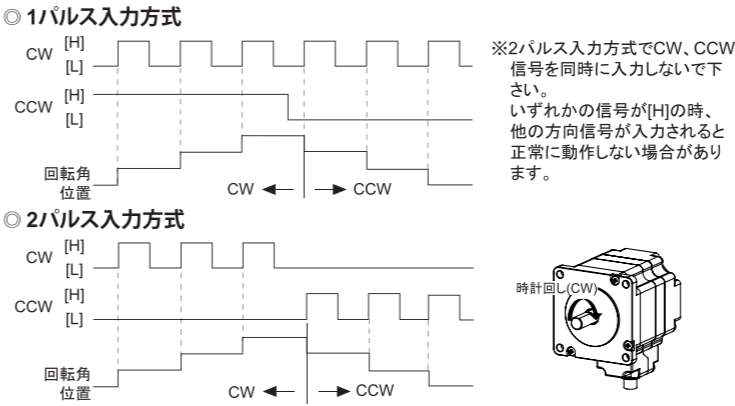 ◎ 1パルス入力方式
CW [H]
[L]
CCW [H]
[L]
回転角
位置
CW CCW
※2パルス入力方式でCW、CCW
信号を同時に入力しないで下
さい。
いずれかの信号が[H]の時、
他の方向信号が入力されると
正常に動作しない場合があり
ます。
◎ 2パルス入力方式
CW [H]
[L]
CCW [H]
[L]
回転角
位置
CW CCW
時計回し(CW)